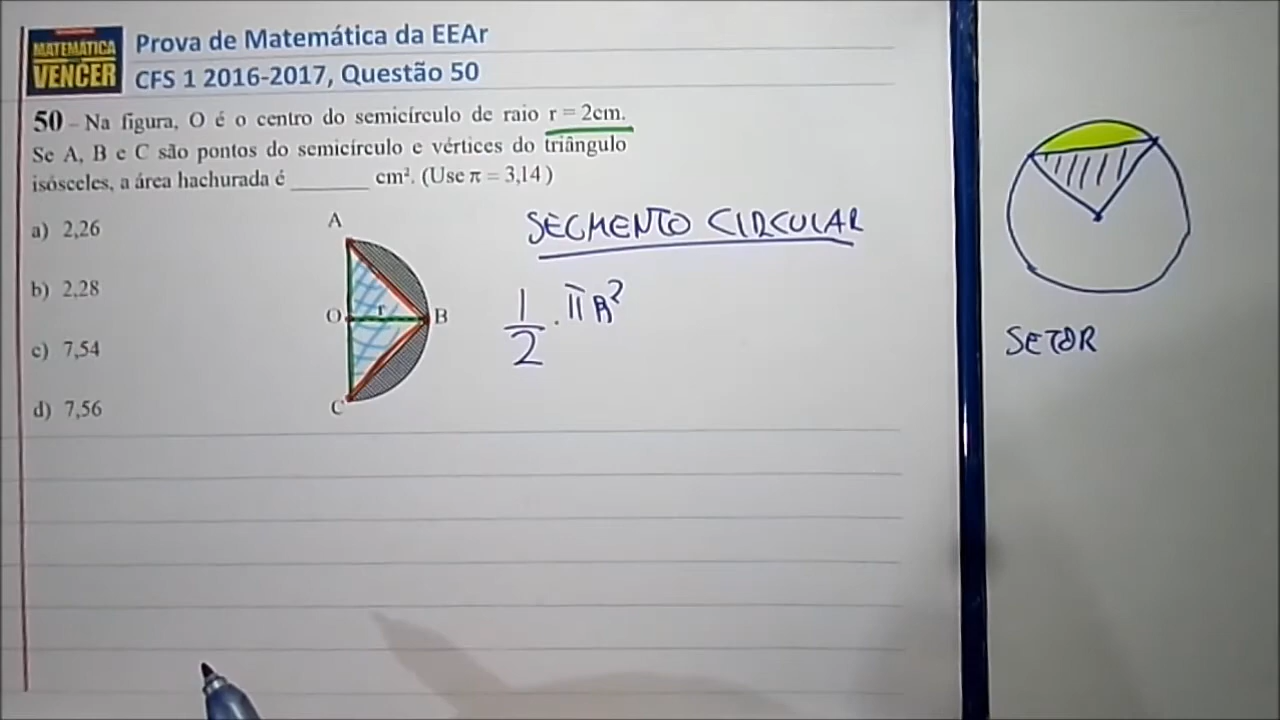 MATEMÁTICA
VENCER
Prova de Matemática da EEAr
CFS 1 2016-2017, Questão 50
50 - Na figura, O é o centro do semicírculo de raio r = 2cm.
Se A, B e C são pontos do semicírculo e vértices do triângulo
isósceles, a área hachurada é ________ cm². (Use π = 3,14)
a) 2,26
b) 2,28
c) 7,54
d) 7,56
A
O
r
B
C
SEGMENTO CIRCULAR
1/2 . πR²
SETOR